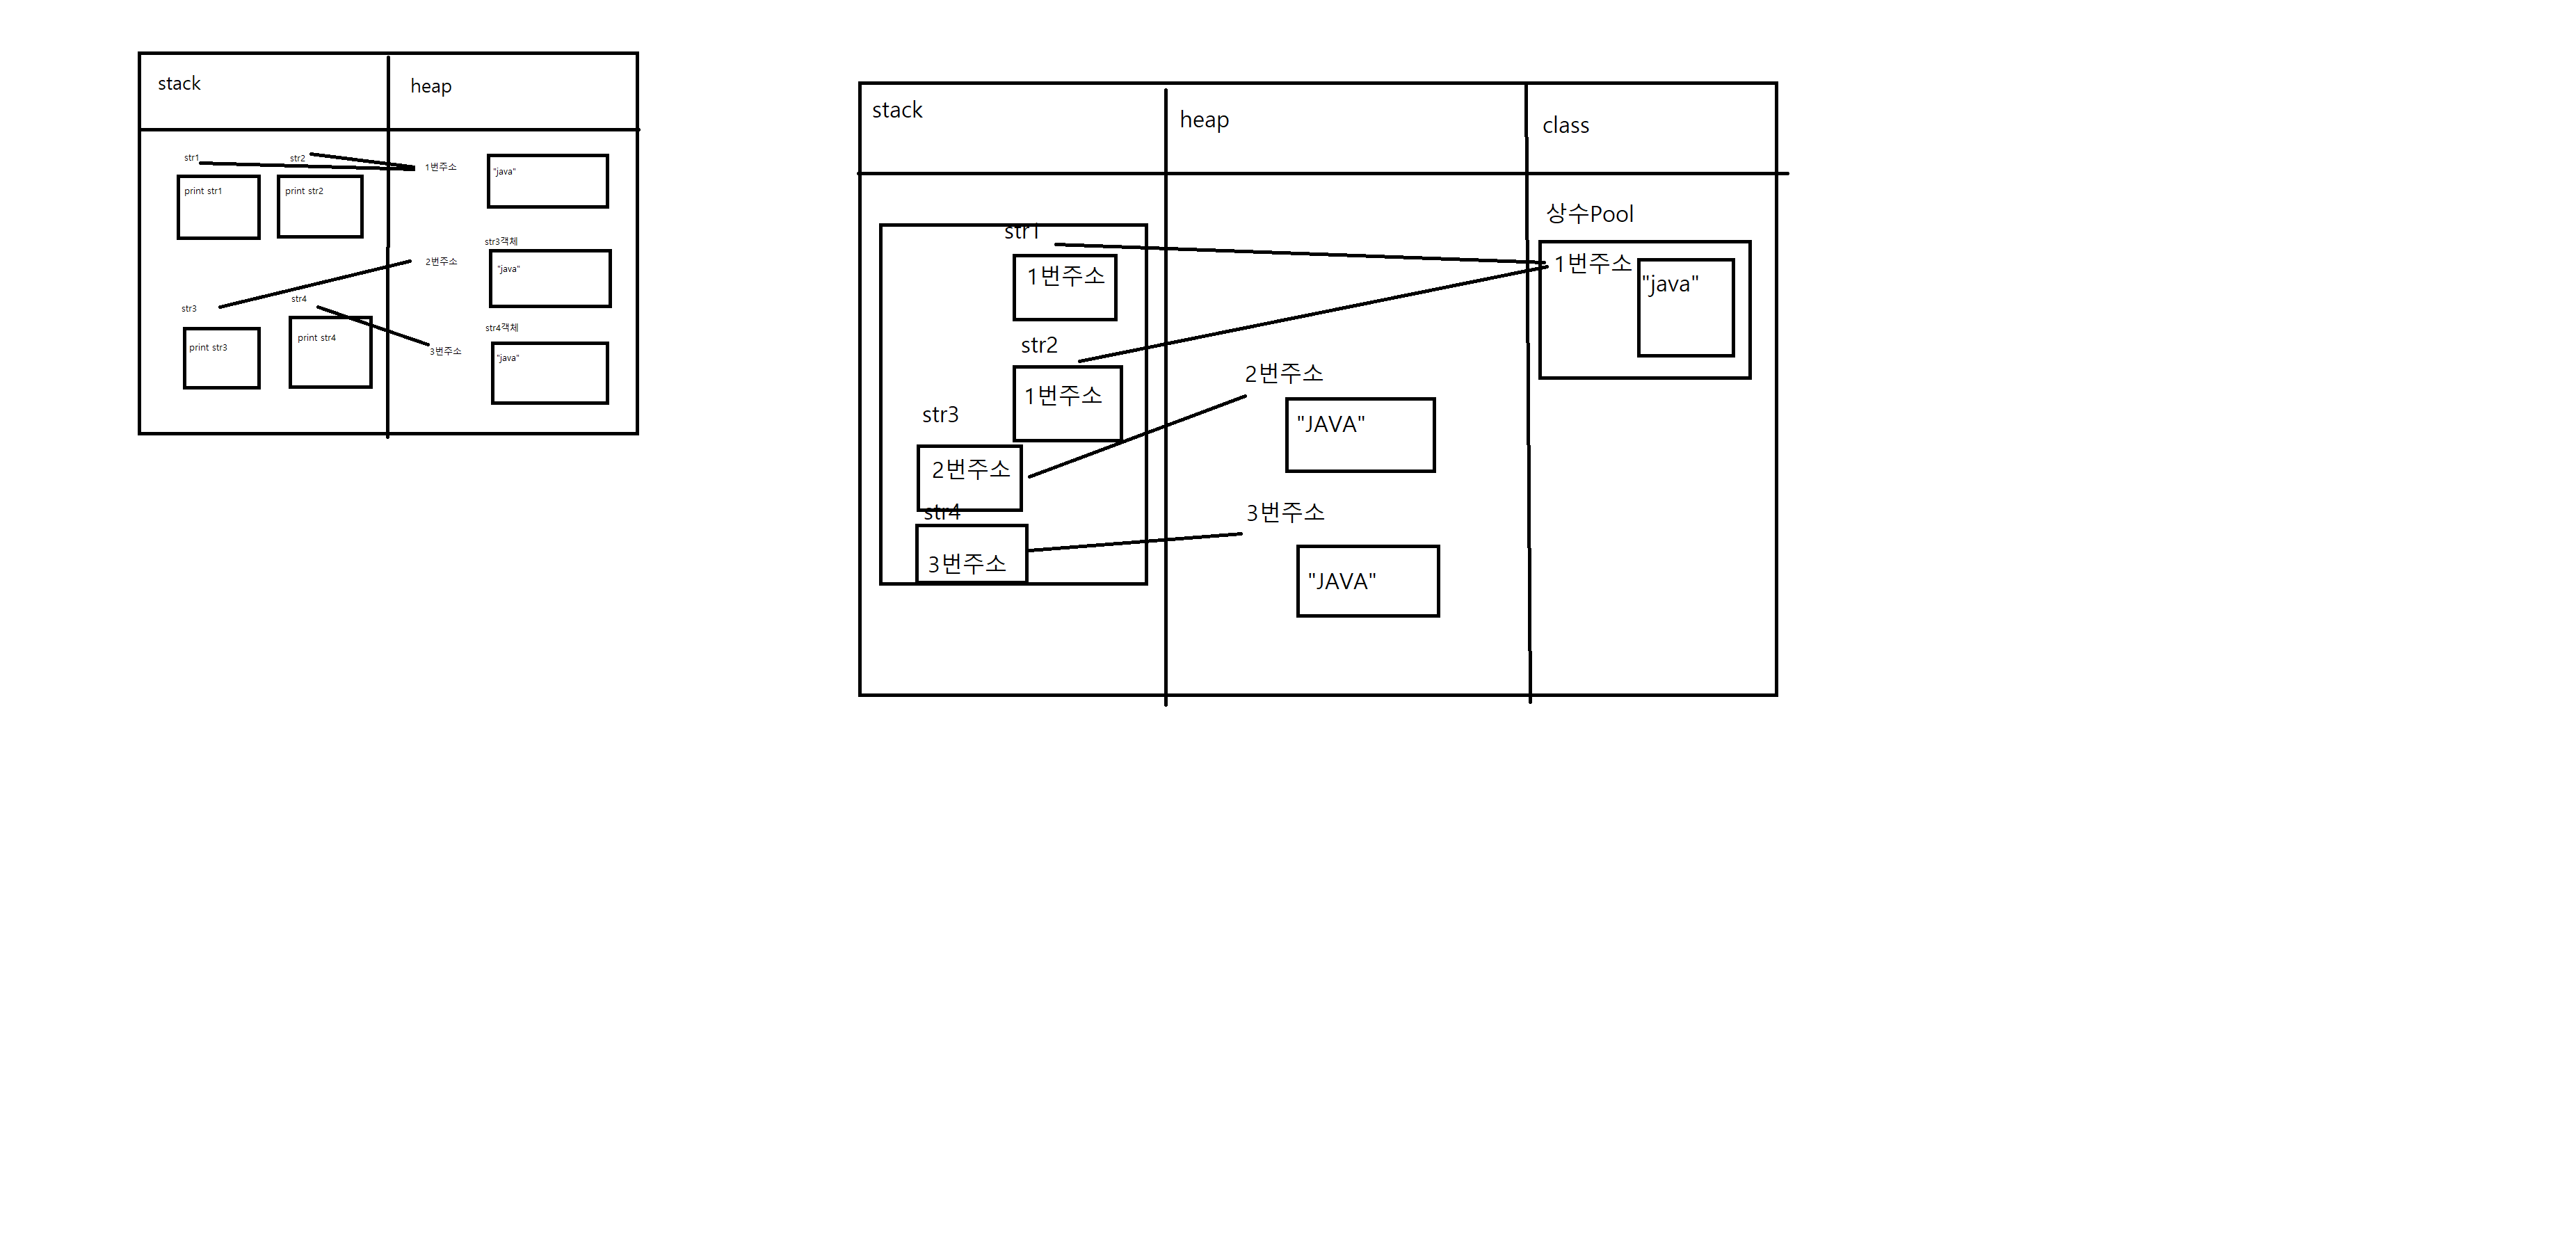 stack
heap
str1
str2
1번주소
"java"
print str1
print str2
str3객체
2번주소
"java"
str3
str4
str4객체
print str3
print str4
3번주소
"java"
stack
heap
class
상수Pool
str1
1번주소
1번주소
"java"
str2
1번주소
2번주소
str3
"JAVA"
2번주소
str4
3번주소
3번주소
"JAVA"